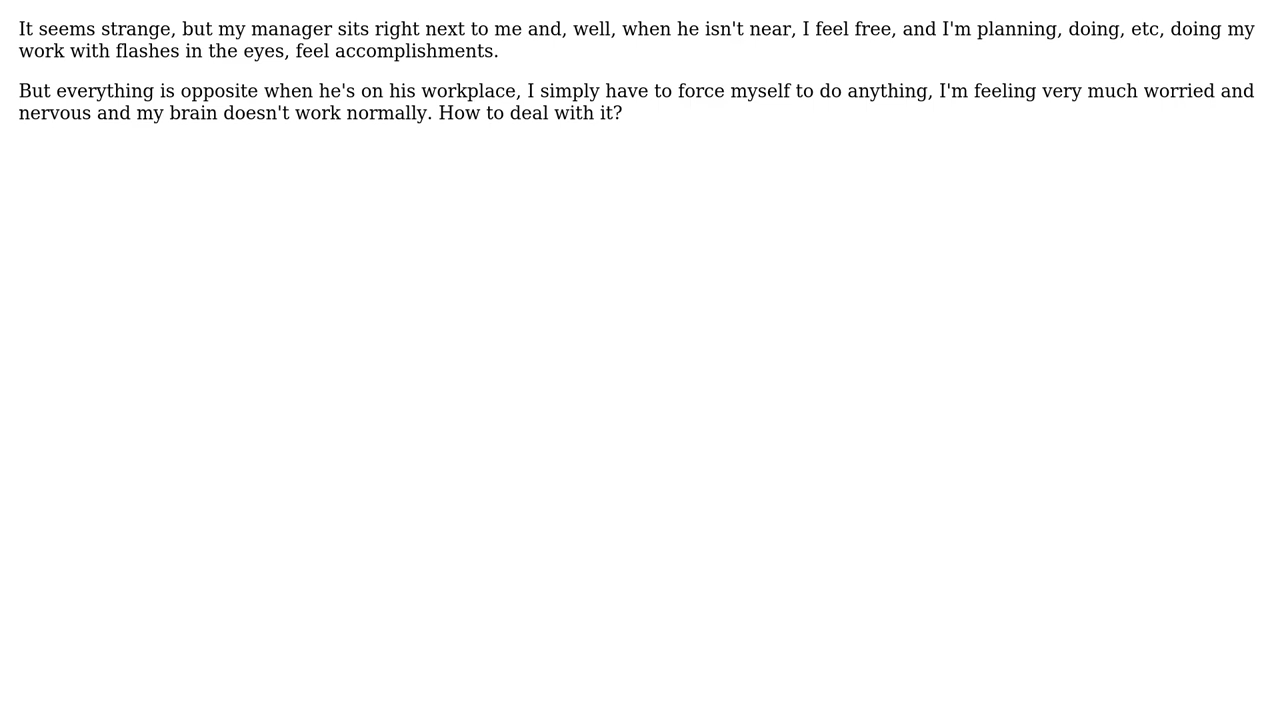 It seems strange, but my manager sits right next to me and, well, when he isn't near, I feel free, and I'm planning, doing, etc, doing my
work with flashes in the eyes, feel accomplishments.
But everything is opposite when he's on his workplace, I simply have to force myself to do anything, I'm feeling very much worried and
nervous and my brain doesn't work normally. How to deal with it?